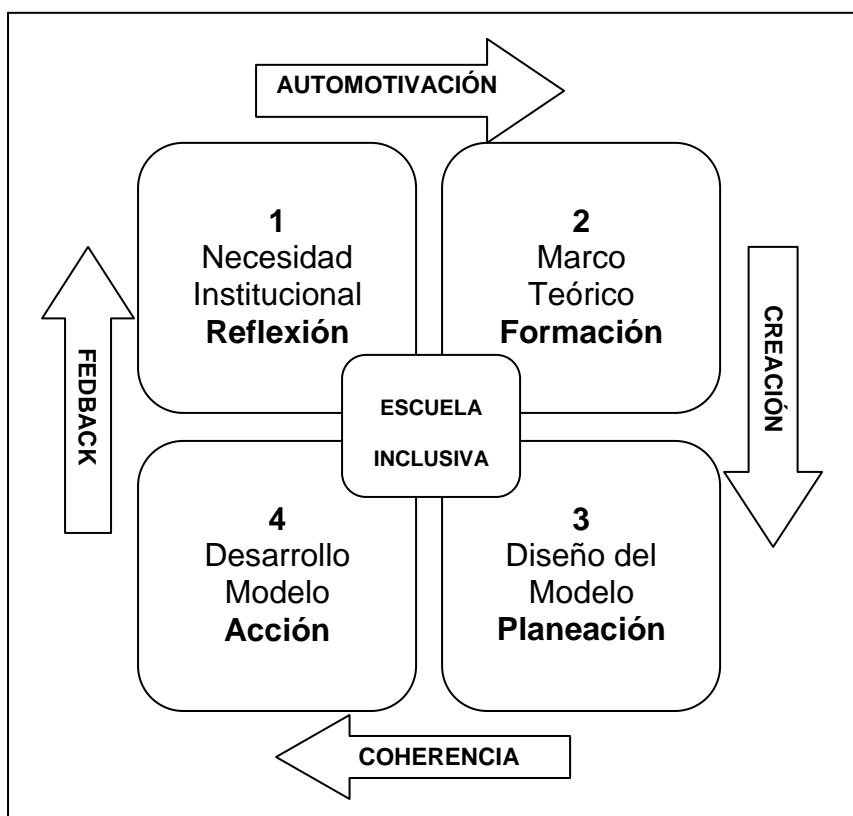 AUTOMOTIVACIÓN
1
Necesidad
Institucional
Reflexión
2
Marco
Teórico
Formación
CREACIÓN
FEDBACK
ESCUELA
INCLUSIVA
4
Desarrollo
Modelo
Acción
3
Diseño del
Modelo
Planeación
COHERENCIA